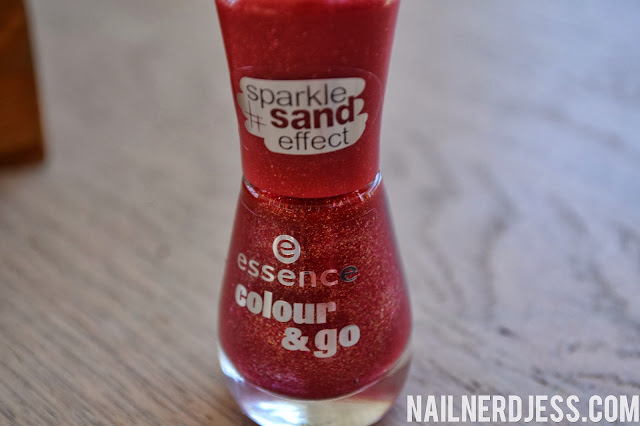 sparkle
# sand
effect
e
essence
colour
& go
NAILNERDJESS.COM